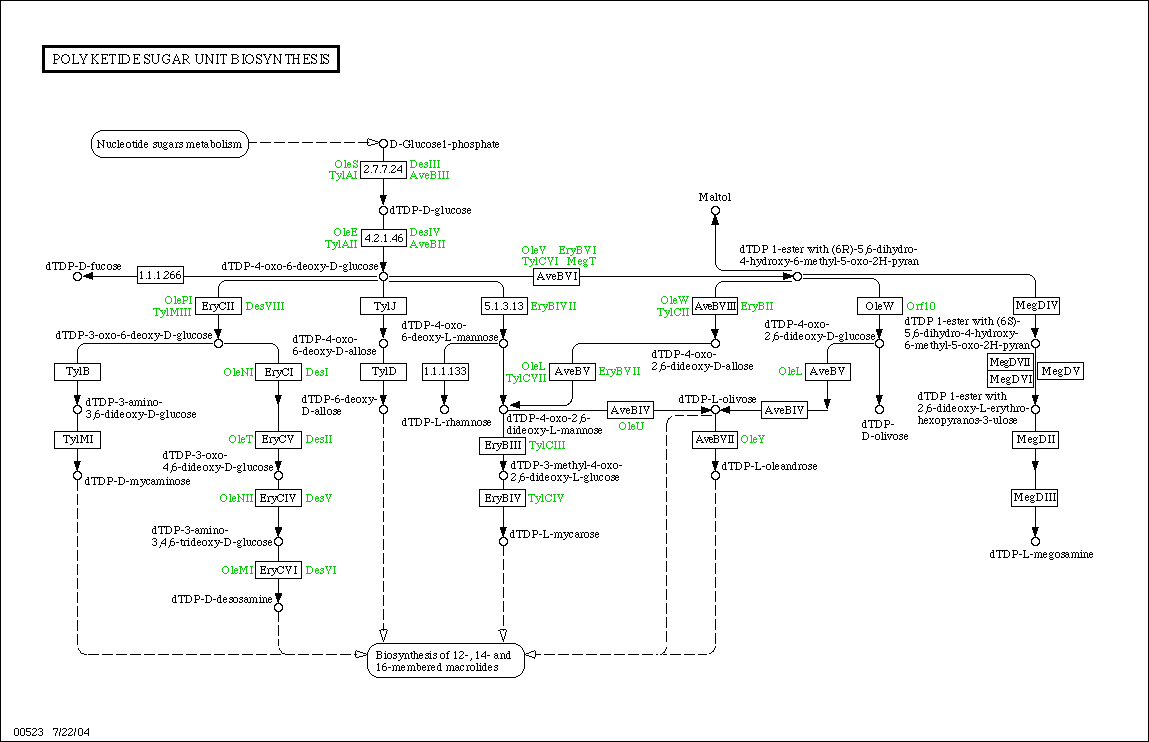 POLYKETIDE SUGAR UNIT BIOSYNTHESIS
Nucleotide sugars metabolism
D-Glucose1-phosphate
OleS
TylAI
2.7.7.24
DesIII
AveBIII
dTDP-D-glucose
OleE
TylAII
4.2.1.46
DesIV
AveBII
Maltol
dTDP-D-fucose
1.1.1.266
dTDP-4-oxo-6-deoxy-D-glucose
OleV EryBVI
TylCVI MegT
AveBVI
dTDP 1-ester with (6R)-5,6-dihydro-
4-hydroxy-6-methyl-5-oxo-2H-pyran
OlePI
TylMIII
EryCII
DesVIII
TylJ
5.1.3.13
EryBIVII
OleW
TylCII
AveBVIII
EryBII
OleW
Orf10
MegDIV
dTDP-3-oxo-6-deoxy-D-glucose
dTDP-4-oxo-
6-deoxy-D-allose
dTDP-4-oxo-
6-deoxy-L-mannose
dTDP-4-oxo-
2,6-dideoxy-D-allose
dTDP-4-oxo-
2,6-dideoxy-D-glucose
dTDP 1-ester with (6S)-
5,6-dihydro-4-hydroxy-
6-methyl-5-oxo-2H-pyran
TylB
OleNI
EryCI
DesI
TylD
1.1.1.133
OleL
TylCVII
AveBV
EryBVII
OleL
AveBV
MegDVII
MegDVI
MegDV
dTDP-3-amino-
3,6-dideoxy-D-glucose
dTDP-6-deoxy-
D-allose
dTDP-L-rhamnose
dTDP-4-oxo-2,6-
dideoxy-L-mannose
AveBIV
OleU
dTDP-L-olivose
AveBIV
dTDP-
D-olivose
dTDP 1-ester with
2,6-dideoxy-L-erythro-
hexopyranos-3-ulose
TylMI
OleT
EryCV
DesII
EryBIII
TylCIII
AveBVII
OleY
MegDII
dTDP-D-mycaminose
dTDP-3-oxo-
4,6-dideoxy-D-glucose
dTDP-3-methyl-4-oxo-
2,6-dideoxy-L-glucose
dTDP-L-oleandrose
OleNII
EryCIV
DesV
EryBIV
TylCIV
MegDIII
dTDP-3-amino-
3,4,6-trideoxy-D-glucose
dTDP-L-mycarose
dTDP-L-megosamine
OleMI
EryCVI
DesVI
dTDP-D-desosamine
Biosynthesis of 12-, 14- and
16-membered macrolides
00523 7/22/04